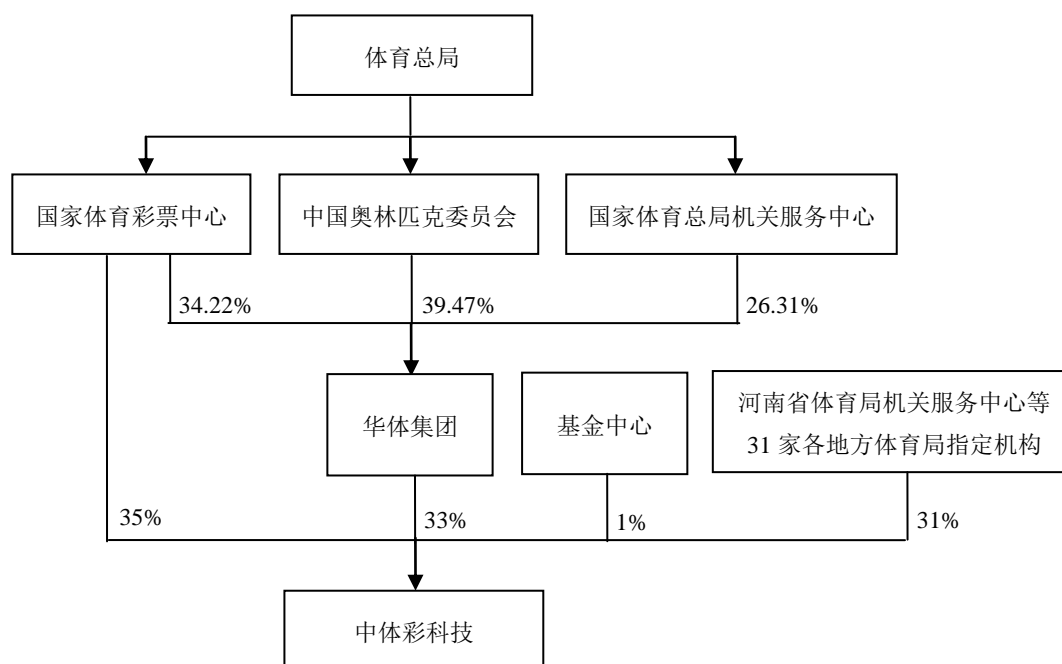 体育总局
国家体育彩票中心
中国奥林匹克委员会
国家体育总局机关服务中心
34.22%
39.47%
26.31%
华体集团
基金中心
河南省体育局机关服务中心等
31 家各地方体育局指定机构
35%
33%
1%
31%
中体彩科技